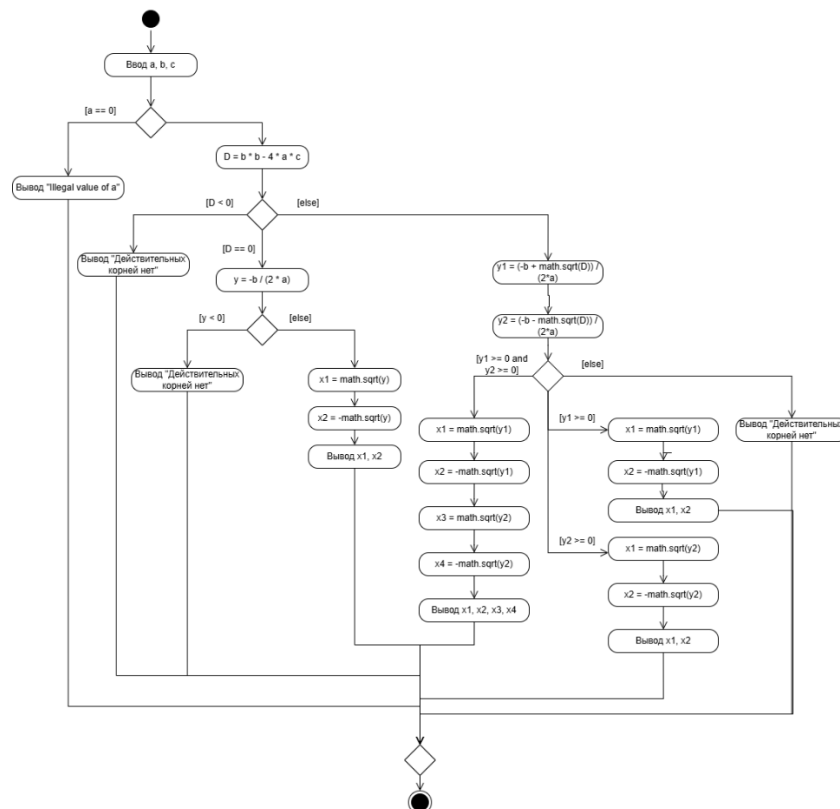 Ввод a, b, c
[a == 0]
D = b * b - 4 * a * c
Вывод "Illegal value of a"
[D < 0]
[else]
[D == 0]
Вывод "Действительных
корней нет"
y = -b / (2 * a)
y1 = (-b + math.sqrt(D)) /
(2*a)
y2 = (-b - math.sqrt(D)) /
(2*a)
[y < 0]
[else]
Вывод "Действительных
корней нет"
x1 = math.sqrt(y)
x2 = -math.sqrt(y)
Вывод x1, x2
[y1 >= 0 and
y2 >= 0]
[else]
x1 = math.sqrt(y1)
x2 = -math.sqrt(y1)
x3 = math.sqrt(y2)
x4 = -math.sqrt(y2)
Вывод x1, x2, x3, x4
[y1 >= 0]
x1 = math.sqrt(y1)
x2 = -math.sqrt(y1)
Вывод x1, x2
[y2 >= 0]
x1 = math.sqrt(y2)
x2 = -math.sqrt(y2)
Вывод x1, x2
Вывод "Действительных
корней нет"